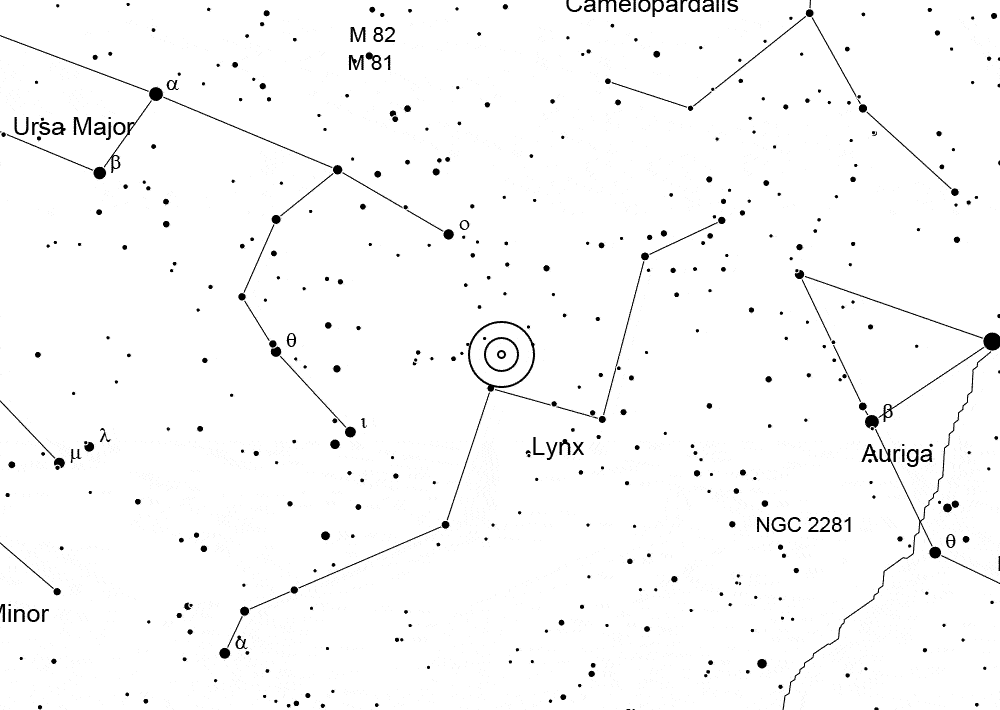 Camelopardalis
M 82
M 81
α
Ursa Major
β
ο
θ
β
ι
λ
μ
Lynx
Auriga
NGC 2281
θ
Minor
α